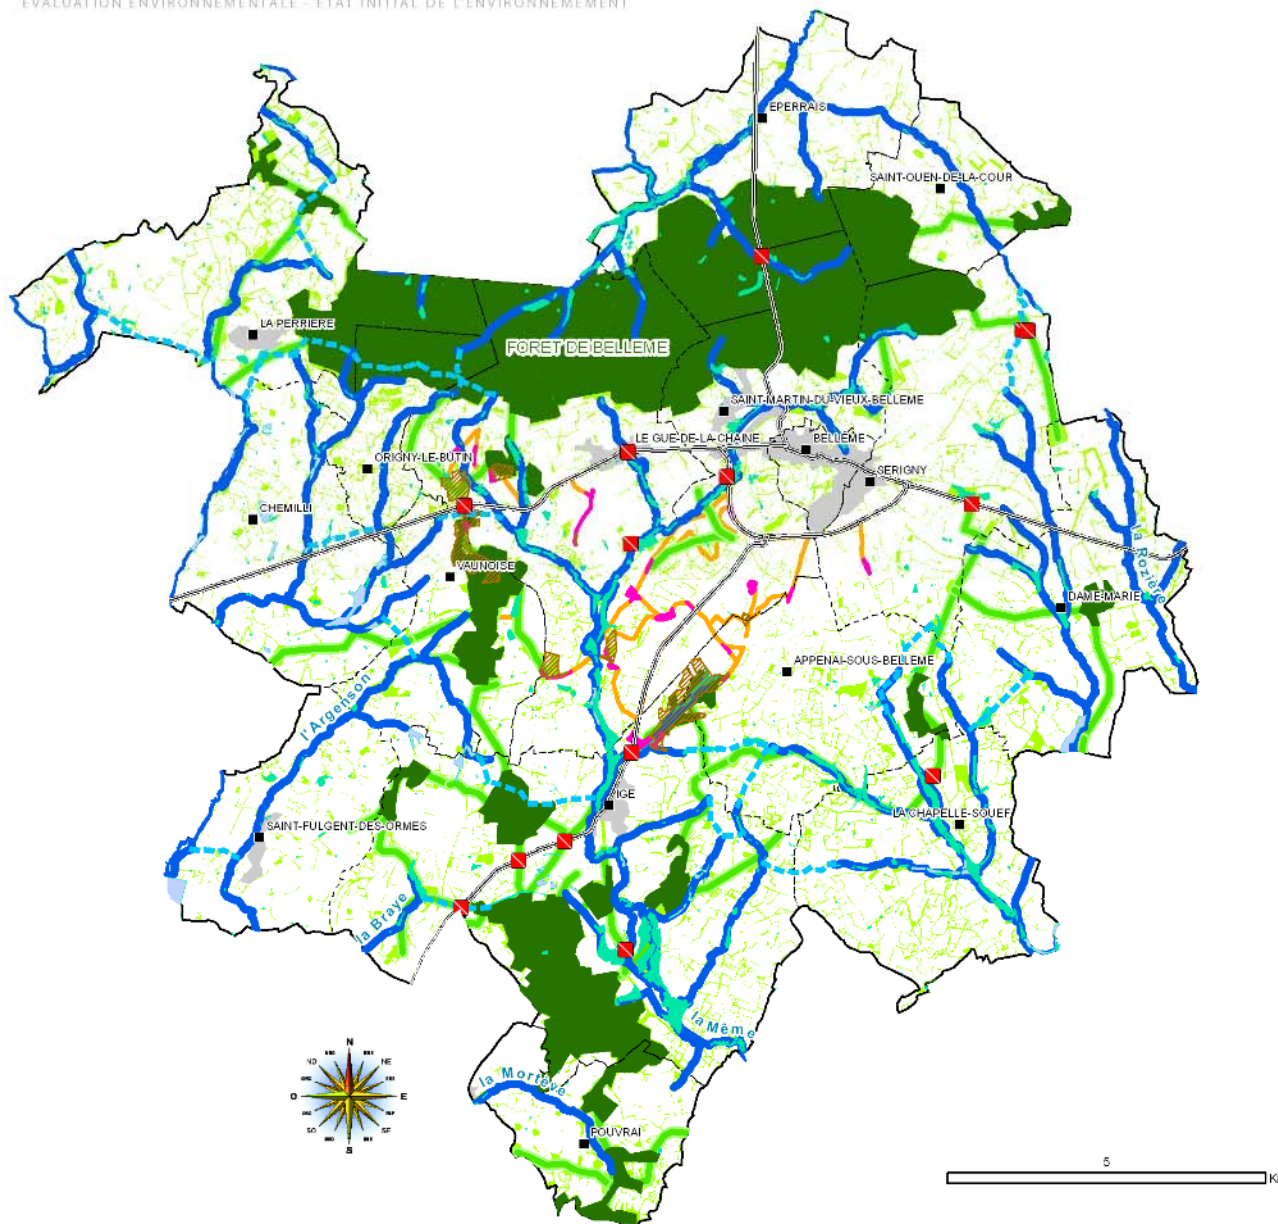 EVALUATION ENVIRONNEMENTALE - ETAT INITIAL DE L'ENVIRONNEMEMENT
EPERRAIS
SAINT-OUEN-DE-LA-COUR
LA PERRIERE
FORET DE BELLEME
SAINT-MARTIN-DU-VIEUX-BELLEME
LE GUE-DE-LA-CHAINE
BELLEME
ORIGNY-LE-BUTIN
SERIGNY
CHEMILLI
la Rozière
VAUNOISE
DAME-MARIE
APPENAI-SOUS-BELLEME
l'Argenson
IGE
LA CHAPELLE-SOUEF
SAINT-FULGENT-DES-ORMES
la Braye
la Même
N
NO
NE
O
E
SO
SE
S
la Mortève
POUVRAI
5